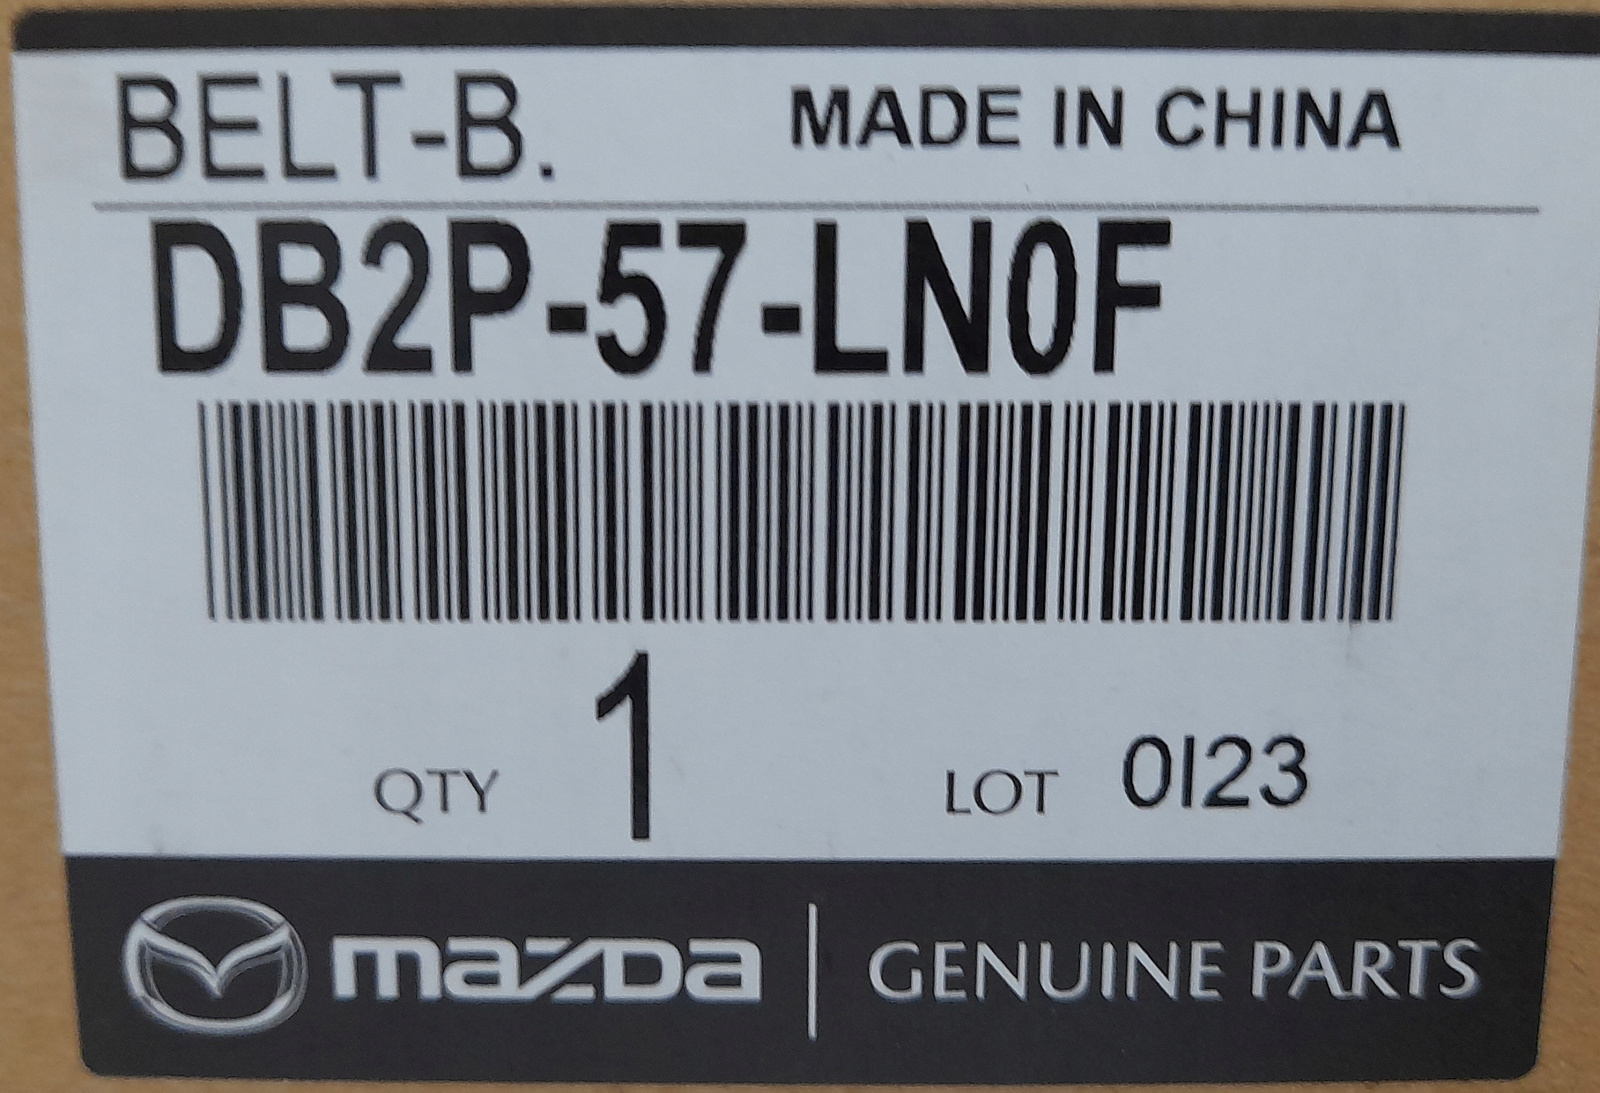 BELT-B. MADE IN CHINA
DB2P-57-LN0F
QTY 1 LOT 0I23
mazda GENUINE PARTS